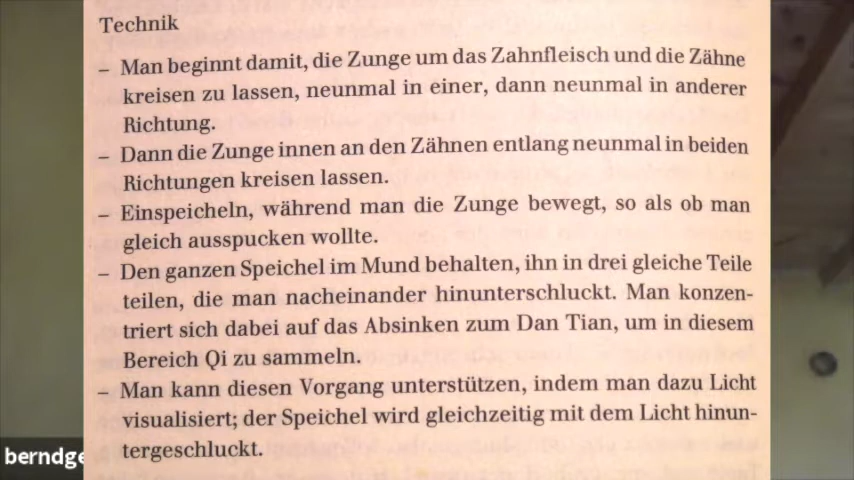 Technik
– Man beginnt damit, die Zunge um das Zahnfleisch und die Zähne
kreisen zu lassen, neunmal in einer, dann neunmal in anderer
Richtung.
– Dann die Zunge innen an den Zähnen entlang neunmal in beiden
Richtungen kreisen lassen.
– Einspeicheln, während man die Zunge bewegt, so als ob man
gleich ausspucken wollte.
– Den ganzen Speichel im Mund behalten, ihn in drei gleiche Teile
teilen, die man nacheinander hinunterschluckt. Man konzen-
triert sich dabei auf das Absinken zum Dan Tian, um in diesem
Bereich Qi zu sammeln.
– Man kann diesen Vorgang unterstützen, indem man dazu Licht
visualisiert; der Speichel wird gleichzeitig mit dem Licht hinun-
tergeschluckt.
berndge